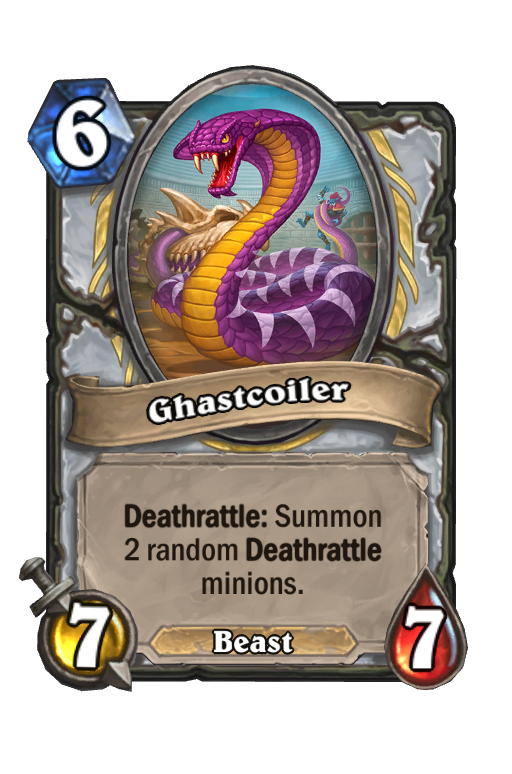 6
Ghastcoiler
Deathrattle: Summon
2 random Deathrattle
minions.
7
Beast
7